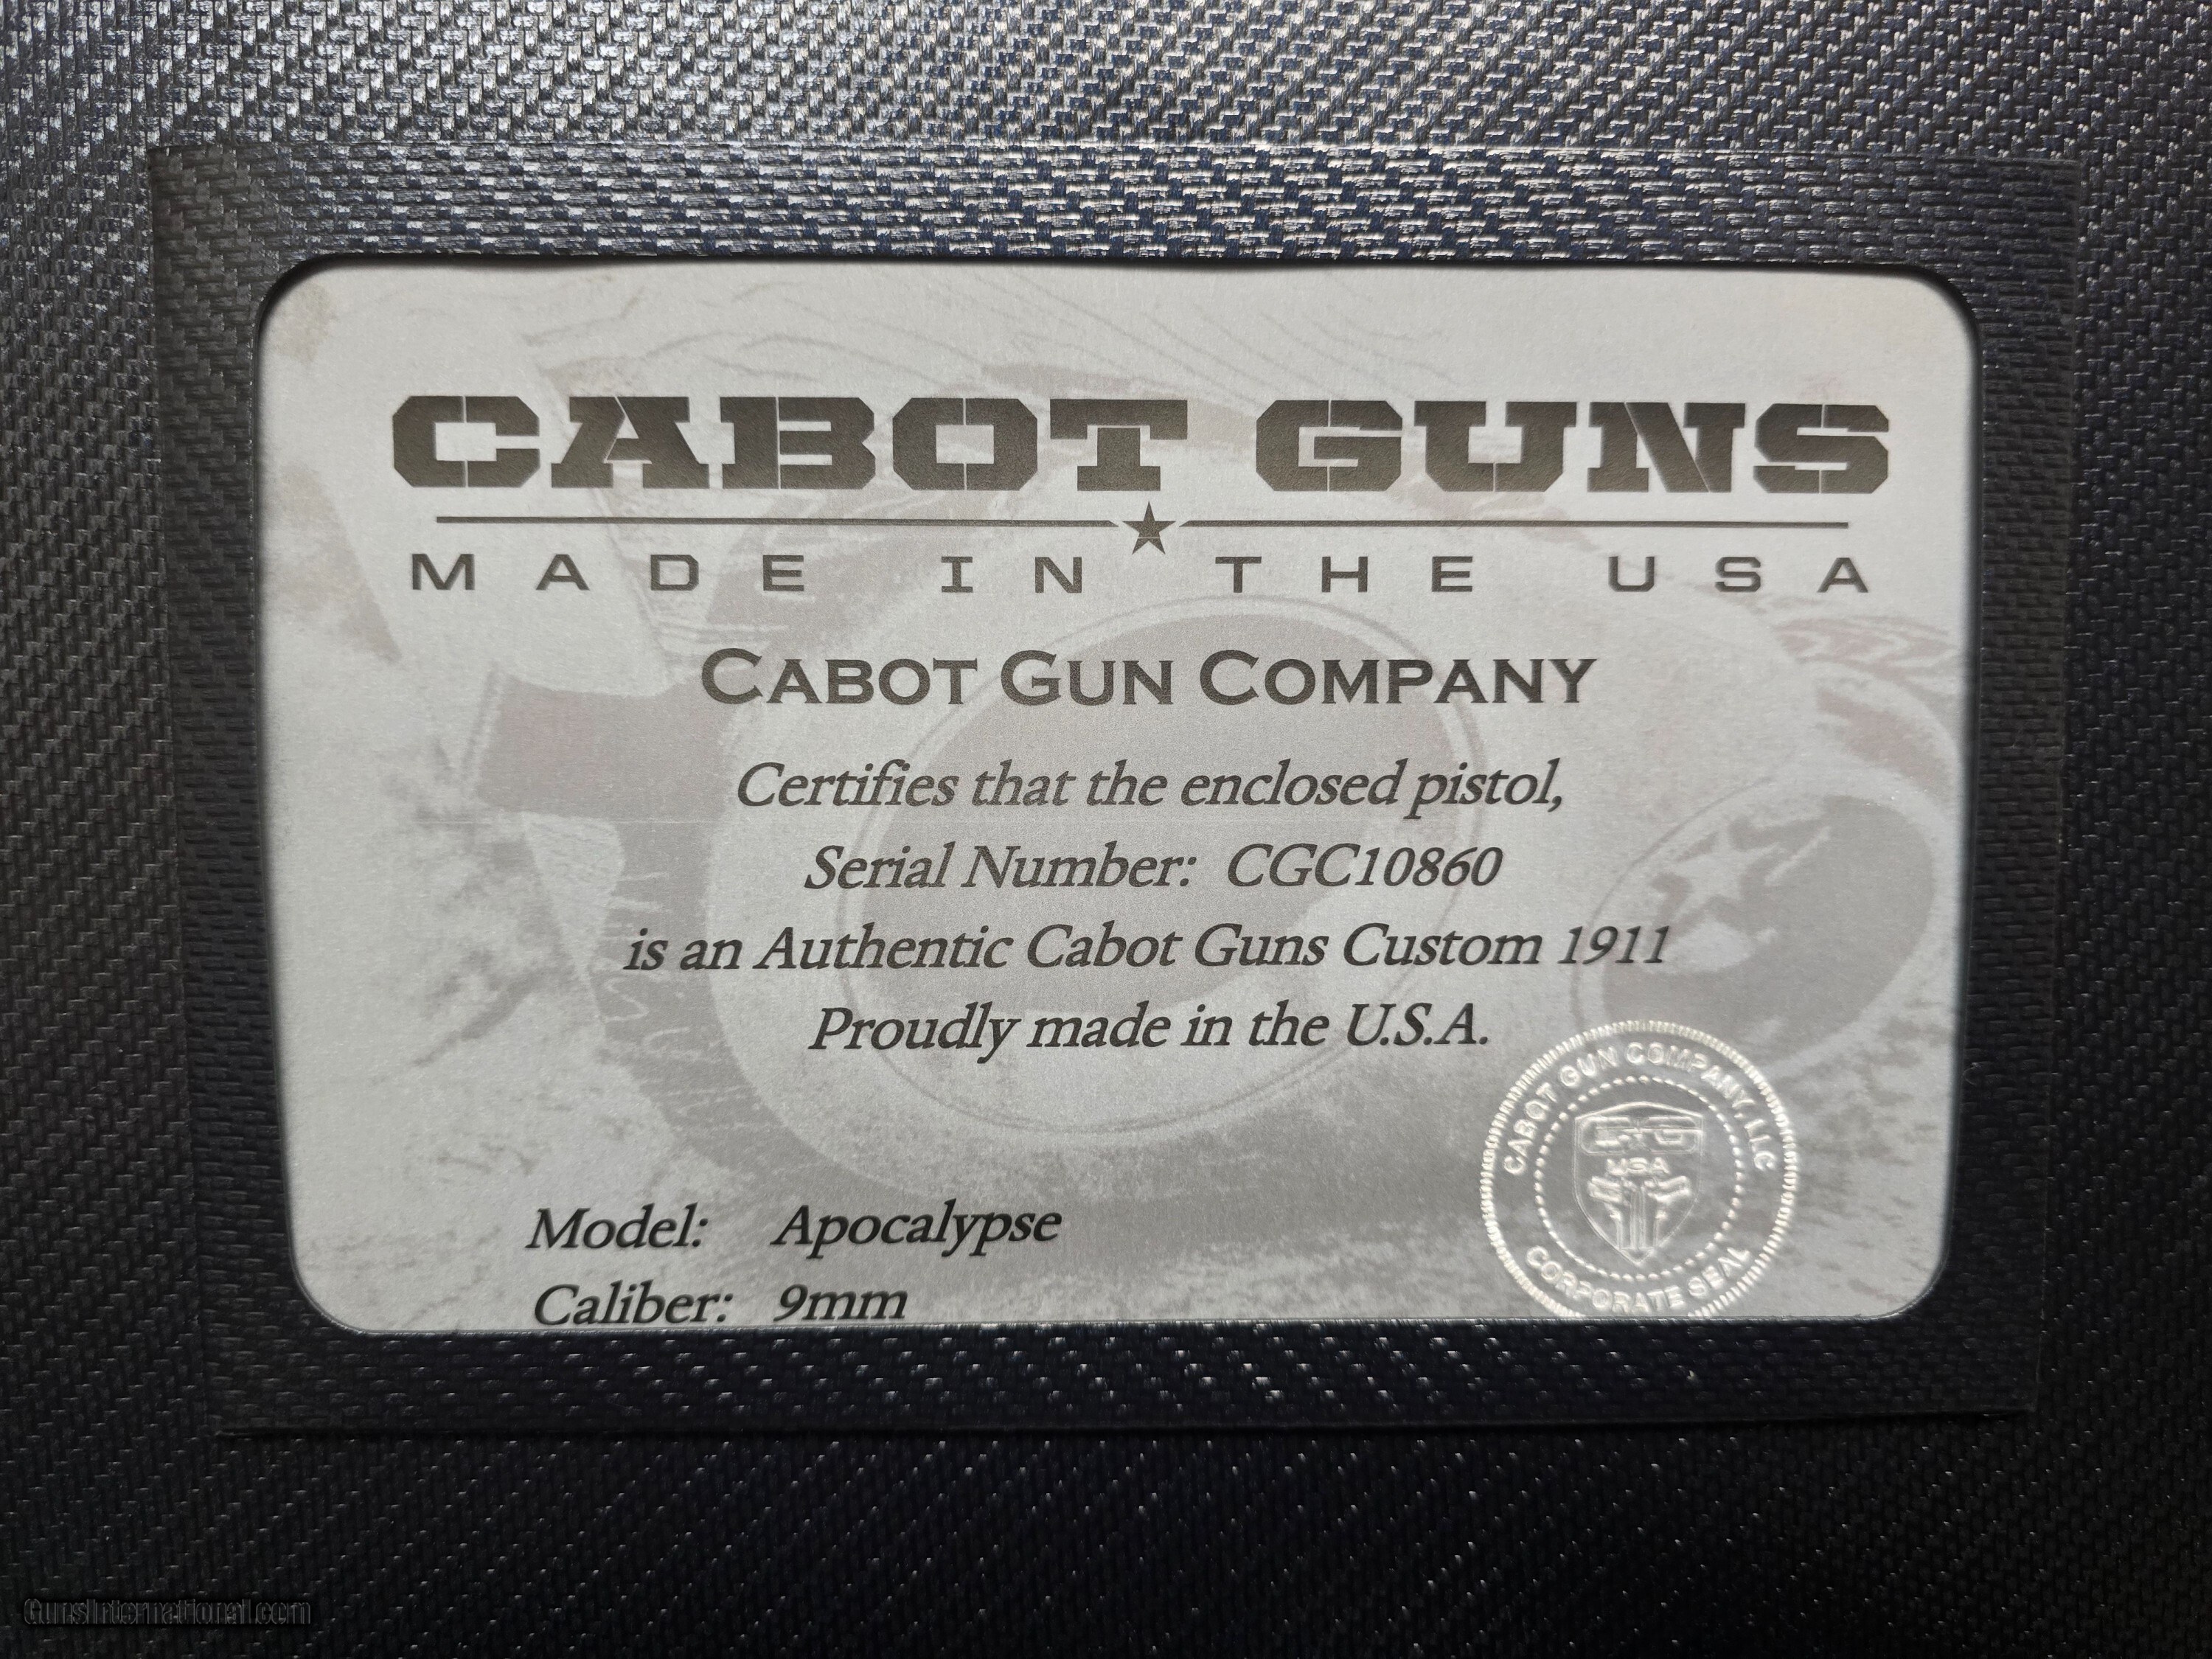 CABOT GUNS
MADE IN THE USA
CABOT GUN COMPANY
Certifies that the enclosed pistol,
Serial Number: CGC10860
is an Authentic Cabot Guns Custom 1911
Proudly made in the U.S.A.
CABOT GUN COMPANY, LLC
USA
CORPORATE SEAL
Model: Apocalypse
Caliber: 9mm
GunsInternational.com